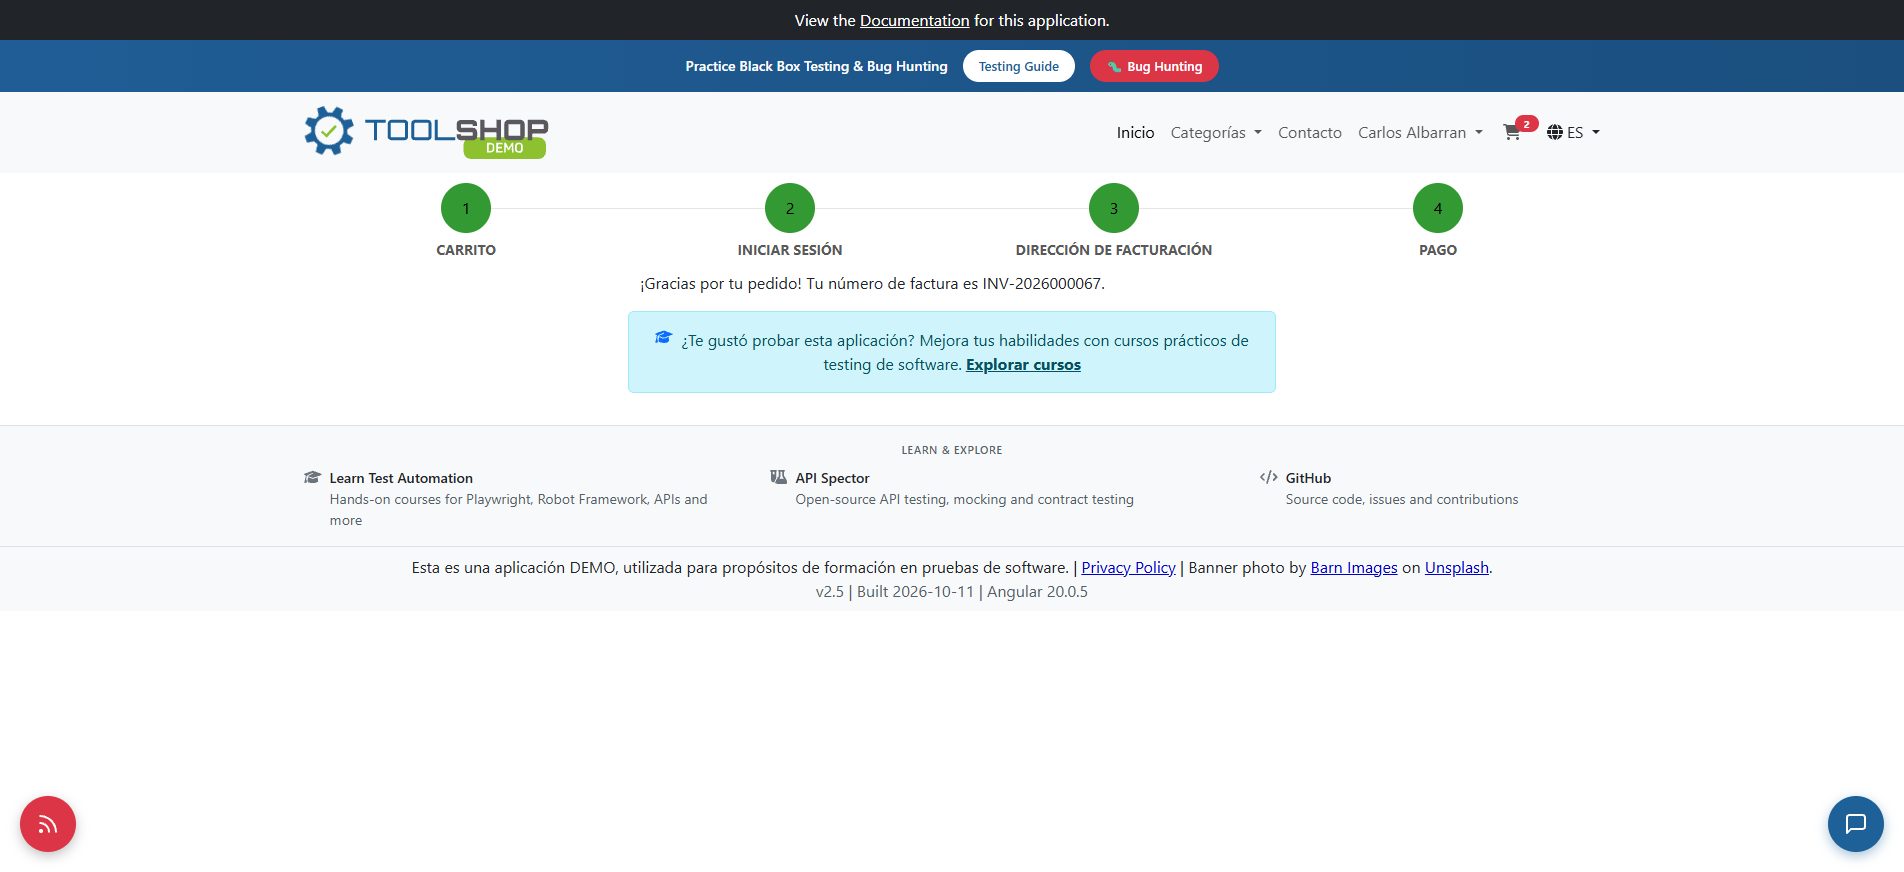 View the Documentation for this application.
Practice Black Box Testing & Bug Hunting
Testing Guide
Bug Hunting
TOOLSHOP
DEMO
Inicio
Categorías
Contacto
Carlos Albarran
2
ES
1
2
3
4
CARRITO
INICIAR SESIÓN
DIRECCIÓN DE FACTURACIÓN
PAGO
¡Gracias por tu pedido! Tu número de factura es INV-2026000067.
¿Te gustó probar esta aplicación? Mejora tus habilidades con cursos prácticos de
testing de software. Explorar cursos
LEARN & EXPLORE
Learn Test Automation
Hands-on courses for Playwright, Robot Framework, APIs and
more
API Spector
Open-source API testing, mocking and contract testing
GitHub
Source code, issues and contributions
Esta es una aplicación DEMO, utilizada para propósitos de formación en pruebas de software. | Privacy Policy | Banner photo by Barn Images on Unsplash.
v2.5 | Built 2026-10-11 | Angular 20.0.5